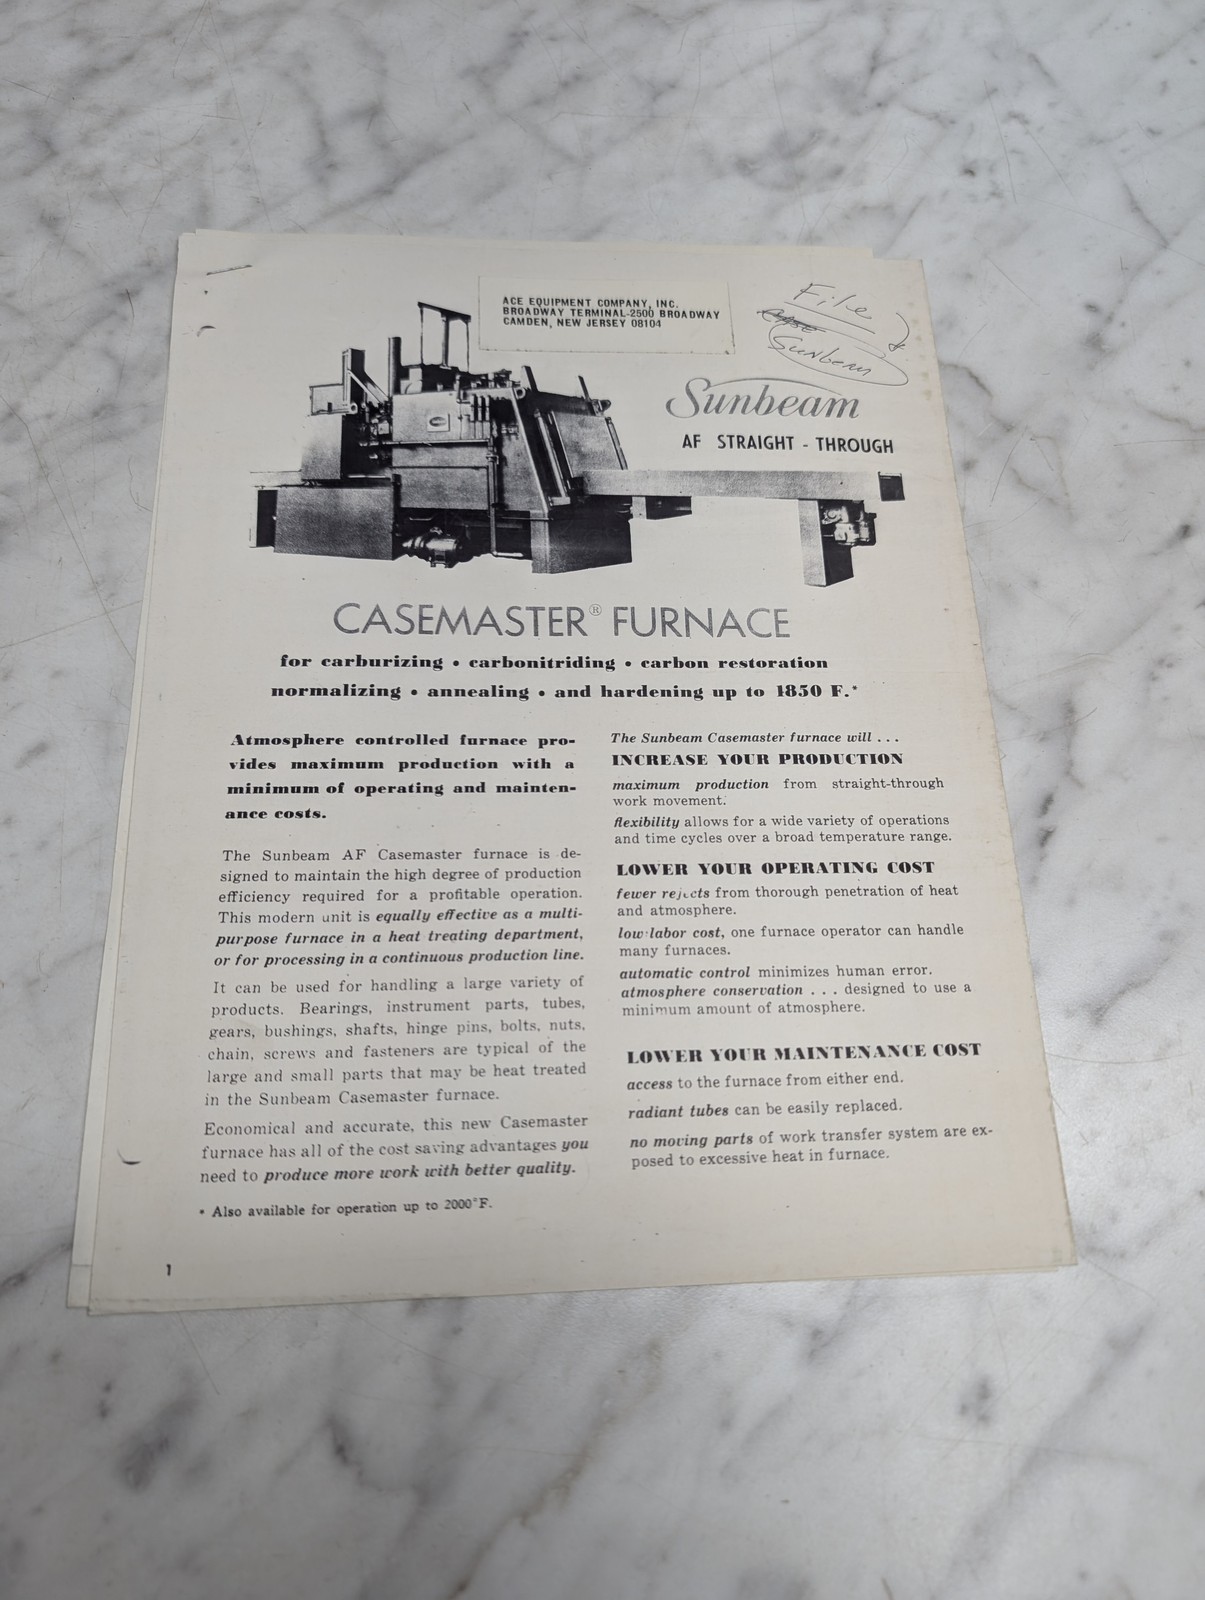 ACE EQUIPMENT COMPANY, INC.
BROADWAY TERMINAL-2500 BROADWAY
CAMDEN, NEW JERSEY 08104
File
Sunbeam
Sunbeam
AF STRAIGHT - THROUGH
CASEMASTER® FURNACE
for carburizing • carbonitriding • carbon restoration
normalizing • annealing • and hardening up to 1850 F.*
Atmosphere controlled furnace pro-
vides maximum production with a
minimum of operating and mainten-
ance costs.
The Sunbeam AF Casemaster furnace is de-
signed to maintain the high degree of production
efficiency required for a profitable operation.
This modern unit is equally effective as a multi-
purpose furnace in a heat treating department,
or for processing in a continuous production line.
It can be used for handling a large variety of
products. Bearings, instrument parts, tubes,
gears, bushings, shafts, hinge pins, bolts, nuts,
chain, screws and fasteners are typical of the
large and small parts that may be heat treated
in the Sunbeam Casemaster furnace.
Economical and accurate, this new Casemaster
furnace has all of the cost saving advantages you
need to produce more work with better quality.
* Also available for operation up to 2000°F.
The Sunbeam Casemaster furnace will . . .
INCREASE YOUR PRODUCTION
maximum production from straight-through
work movement.
flexibility allows for a wide variety of operations
and time cycles over a broad temperature range.
LOWER YOUR OPERATING COST
fewer rejects from thorough penetration of heat
and atmosphere.
low labor cost, one furnace operator can handle
many furnaces.
automatic control minimizes human error.
atmosphere conservation . . . designed to use a
minimum amount of atmosphere.
LOWER YOUR MAINTENANCE COST
access to the furnace from either end.
radiant tubes can be easily replaced.
no moving parts of work transfer system are ex-
posed to excessive heat in furnace.
1